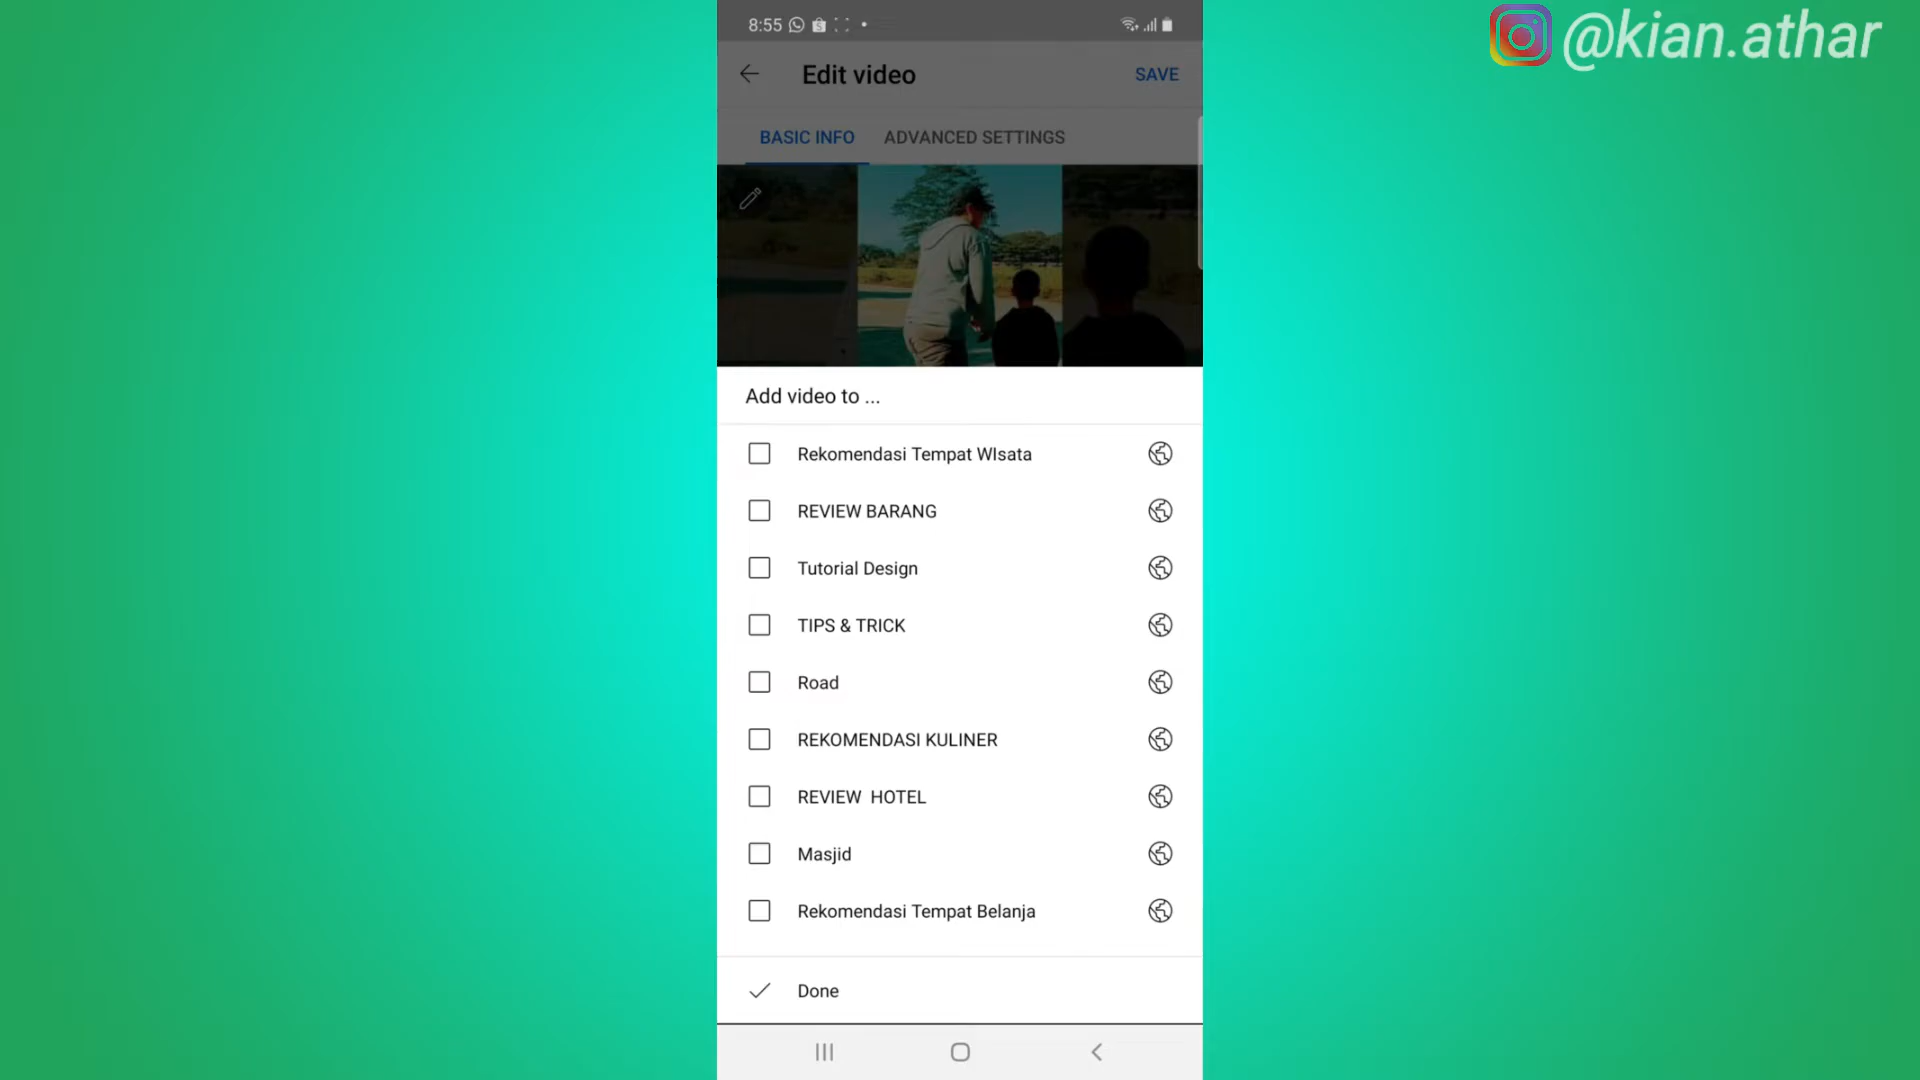 @kian.athar
8:55
Edit video
SAVE
BASIC INFO
ADVANCED SETTINGS
Add video to ...
Rekomendasi Tempat WIsata
REVIEW BARANG
Tutorial Design
TIPS & TRICK
Road
REKOMENDASI KULINER
REVIEW  HOTEL
Masjid
Rekomendasi Tempat Belanja
Done